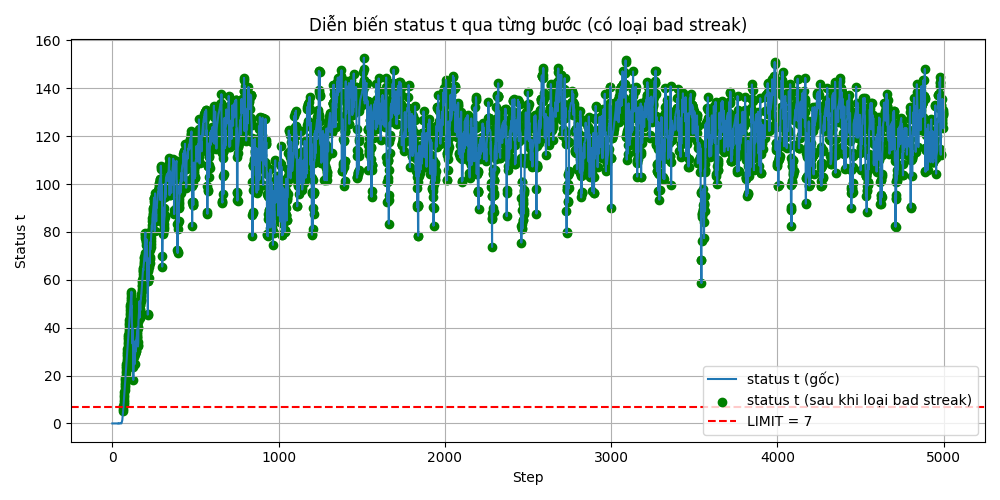 Diễn biến status t qua từng bước (có loại bad streak)
Status t
160
140
120
100
80
60
40
20
0
status t (gốc)
status t (sau khi loại bad streak)
LIMIT = 7
0 1000 2000 3000 4000 5000
Step